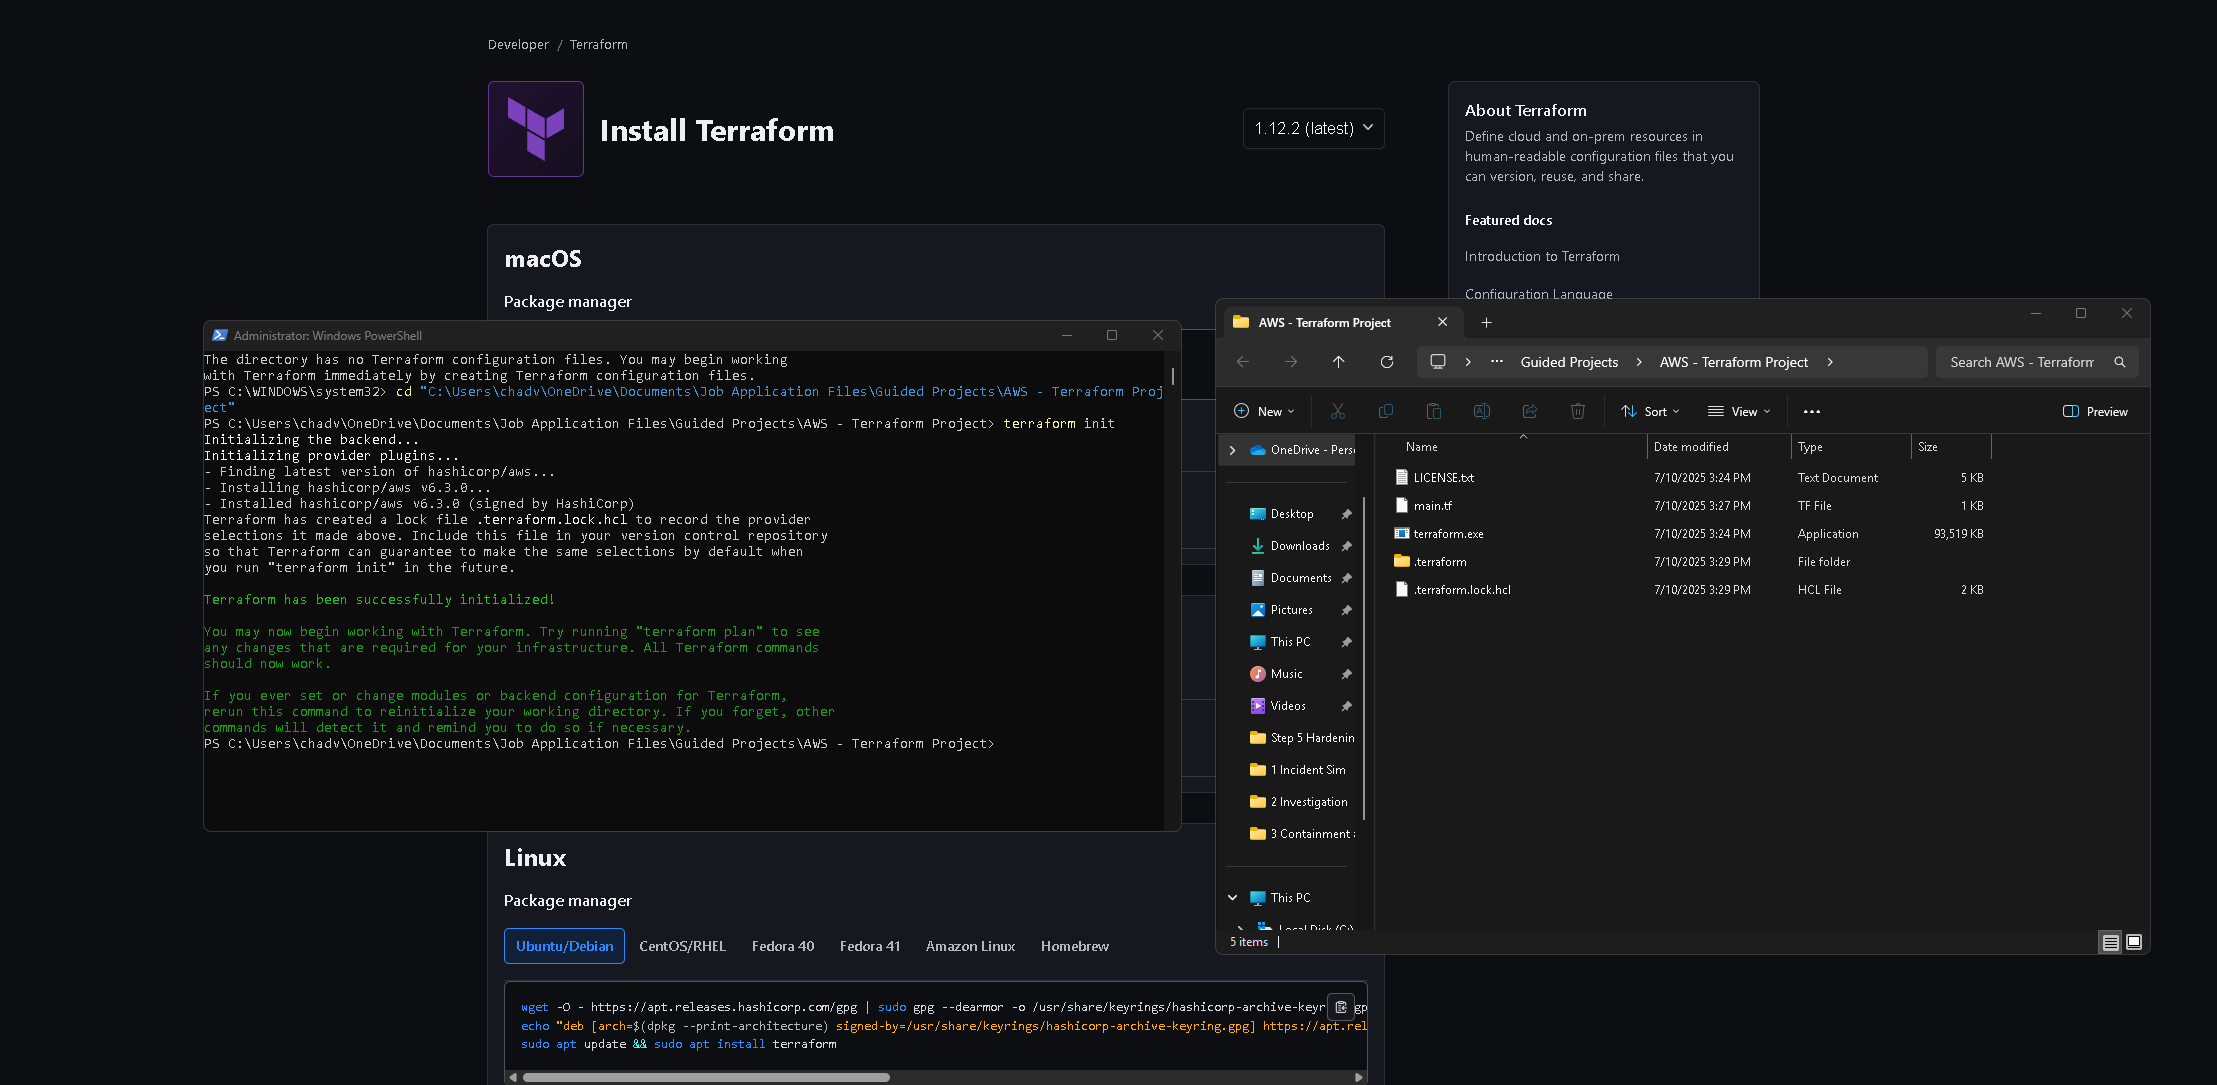 Developer / Terraform
Install Terraform
1.12.2 (latest)
About Terraform
Define cloud and on-prem resources in
human-readable configuration files that you
can version, reuse, and share.
Featured docs
Introduction to Terraform
Configuration Language
macOS
Package manager
Administrator: Windows PowerShell
The directory has no Terraform configuration files. You may begin working
with Terraform immediately by creating Terraform configuration files.
PS C:\WINDOWS\system32> cd "C:\Users\chadv\OneDrive\Documents\Job Application Files\Guided Projects\AWS - Terraform Proj
ect"
PS C:\Users\chadv\OneDrive\Documents\Job Application Files\Guided Projects\AWS - Terraform Project> terraform init
Initializing the backend...
Initializing provider plugins...
- Finding latest version of hashicorp/aws...
- Installing hashicorp/aws v6.3.0...
- Installed hashicorp/aws v6.3.0 (signed by HashiCorp)
Terraform has created a lock file .terraform.lock.hcl to record the provider
selections it made above. Include this file in your version control repository
so that Terraform can guarantee to make the same selections by default when
you run "terraform init" in the future.
Terraform has been successfully initialized!
You may now begin working with Terraform. Try running "terraform plan" to see
any changes that are required for your infrastructure. All Terraform commands
should now work.
If you ever set or change modules or backend configuration for Terraform,
rerun this command to reinitialize your working directory. If you forget, other
commands will detect it and remind you to do so if necessary.
PS C:\Users\chadv\OneDrive\Documents\Job Application Files\Guided Projects\AWS - Terraform Project>
AWS - Terraform Project
Guided Projects > AWS - Terraform Project >
Search AWS - Terraform
New
Sort
View
Preview
Name Date modified Type Size
LICENSE.txt 7/10/2025 3:24 PM Text Document 5 KB
main.tf 7/10/2025 3:27 PM TF File 1 KB
terraform.exe 7/10/2025 3:24 PM Application 93,519 KB
.terraform 7/10/2025 3:29 PM File folder
.terraform.lock.hcl 7/10/2025 3:29 PM HCL File 2 KB
OneDrive - Pers
Desktop
Downloads
Documents
Pictures
This PC
Music
Videos
Step 5 Hardenin
1 Incident Sim
2 Investigation
3 Containment
This PC
Local Disk (C:)
5 items
Linux
Package manager
Ubuntu/Debian CentOS/RHEL Fedora 40 Fedora 41 Amazon Linux Homebrew
wget -O - https://apt.releases.hashicorp.com/gpg | sudo gpg --dearmor -o /usr/share/keyrings/hashicorp-archive-keyr gp
echo "deb [arch=$(dpkg --print-architecture) signed-by=/usr/share/keyrings/hashicorp-archive-keyring.gpg] https://apt.rel
sudo apt update && sudo apt install terraform